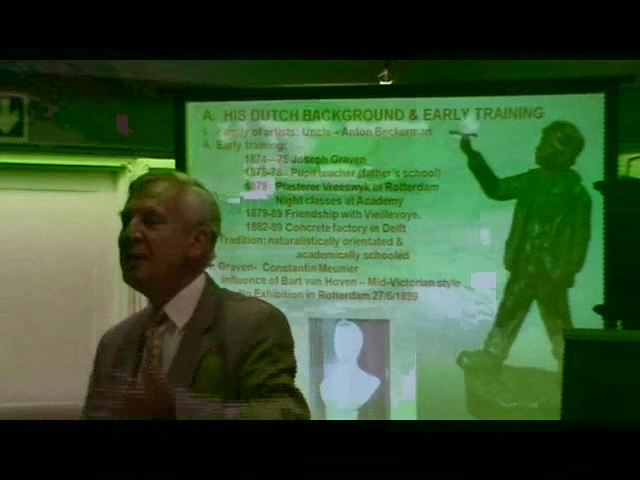 A. HIS DUTCH BACKGROUND & EARLY TRAINING
i. Family of artists: Uncle – Anton Beckerman
ii. Early training:
1874—75 Joseph Graven
Pupil teacher (father's school)
1879 Plasterer Vreeswyk in Rotterdam
Night classes at Academy
1879-89 Friendship with Vieillevoye.
1882-89 Concrete factory in Delft
Tradition: naturalistically orientated &
academically schooled
Graven- Constantin Meunier
Influence of Bart van Hoven – Mid-Victorian style
Exhibition in Rotterdam 27/6/1899